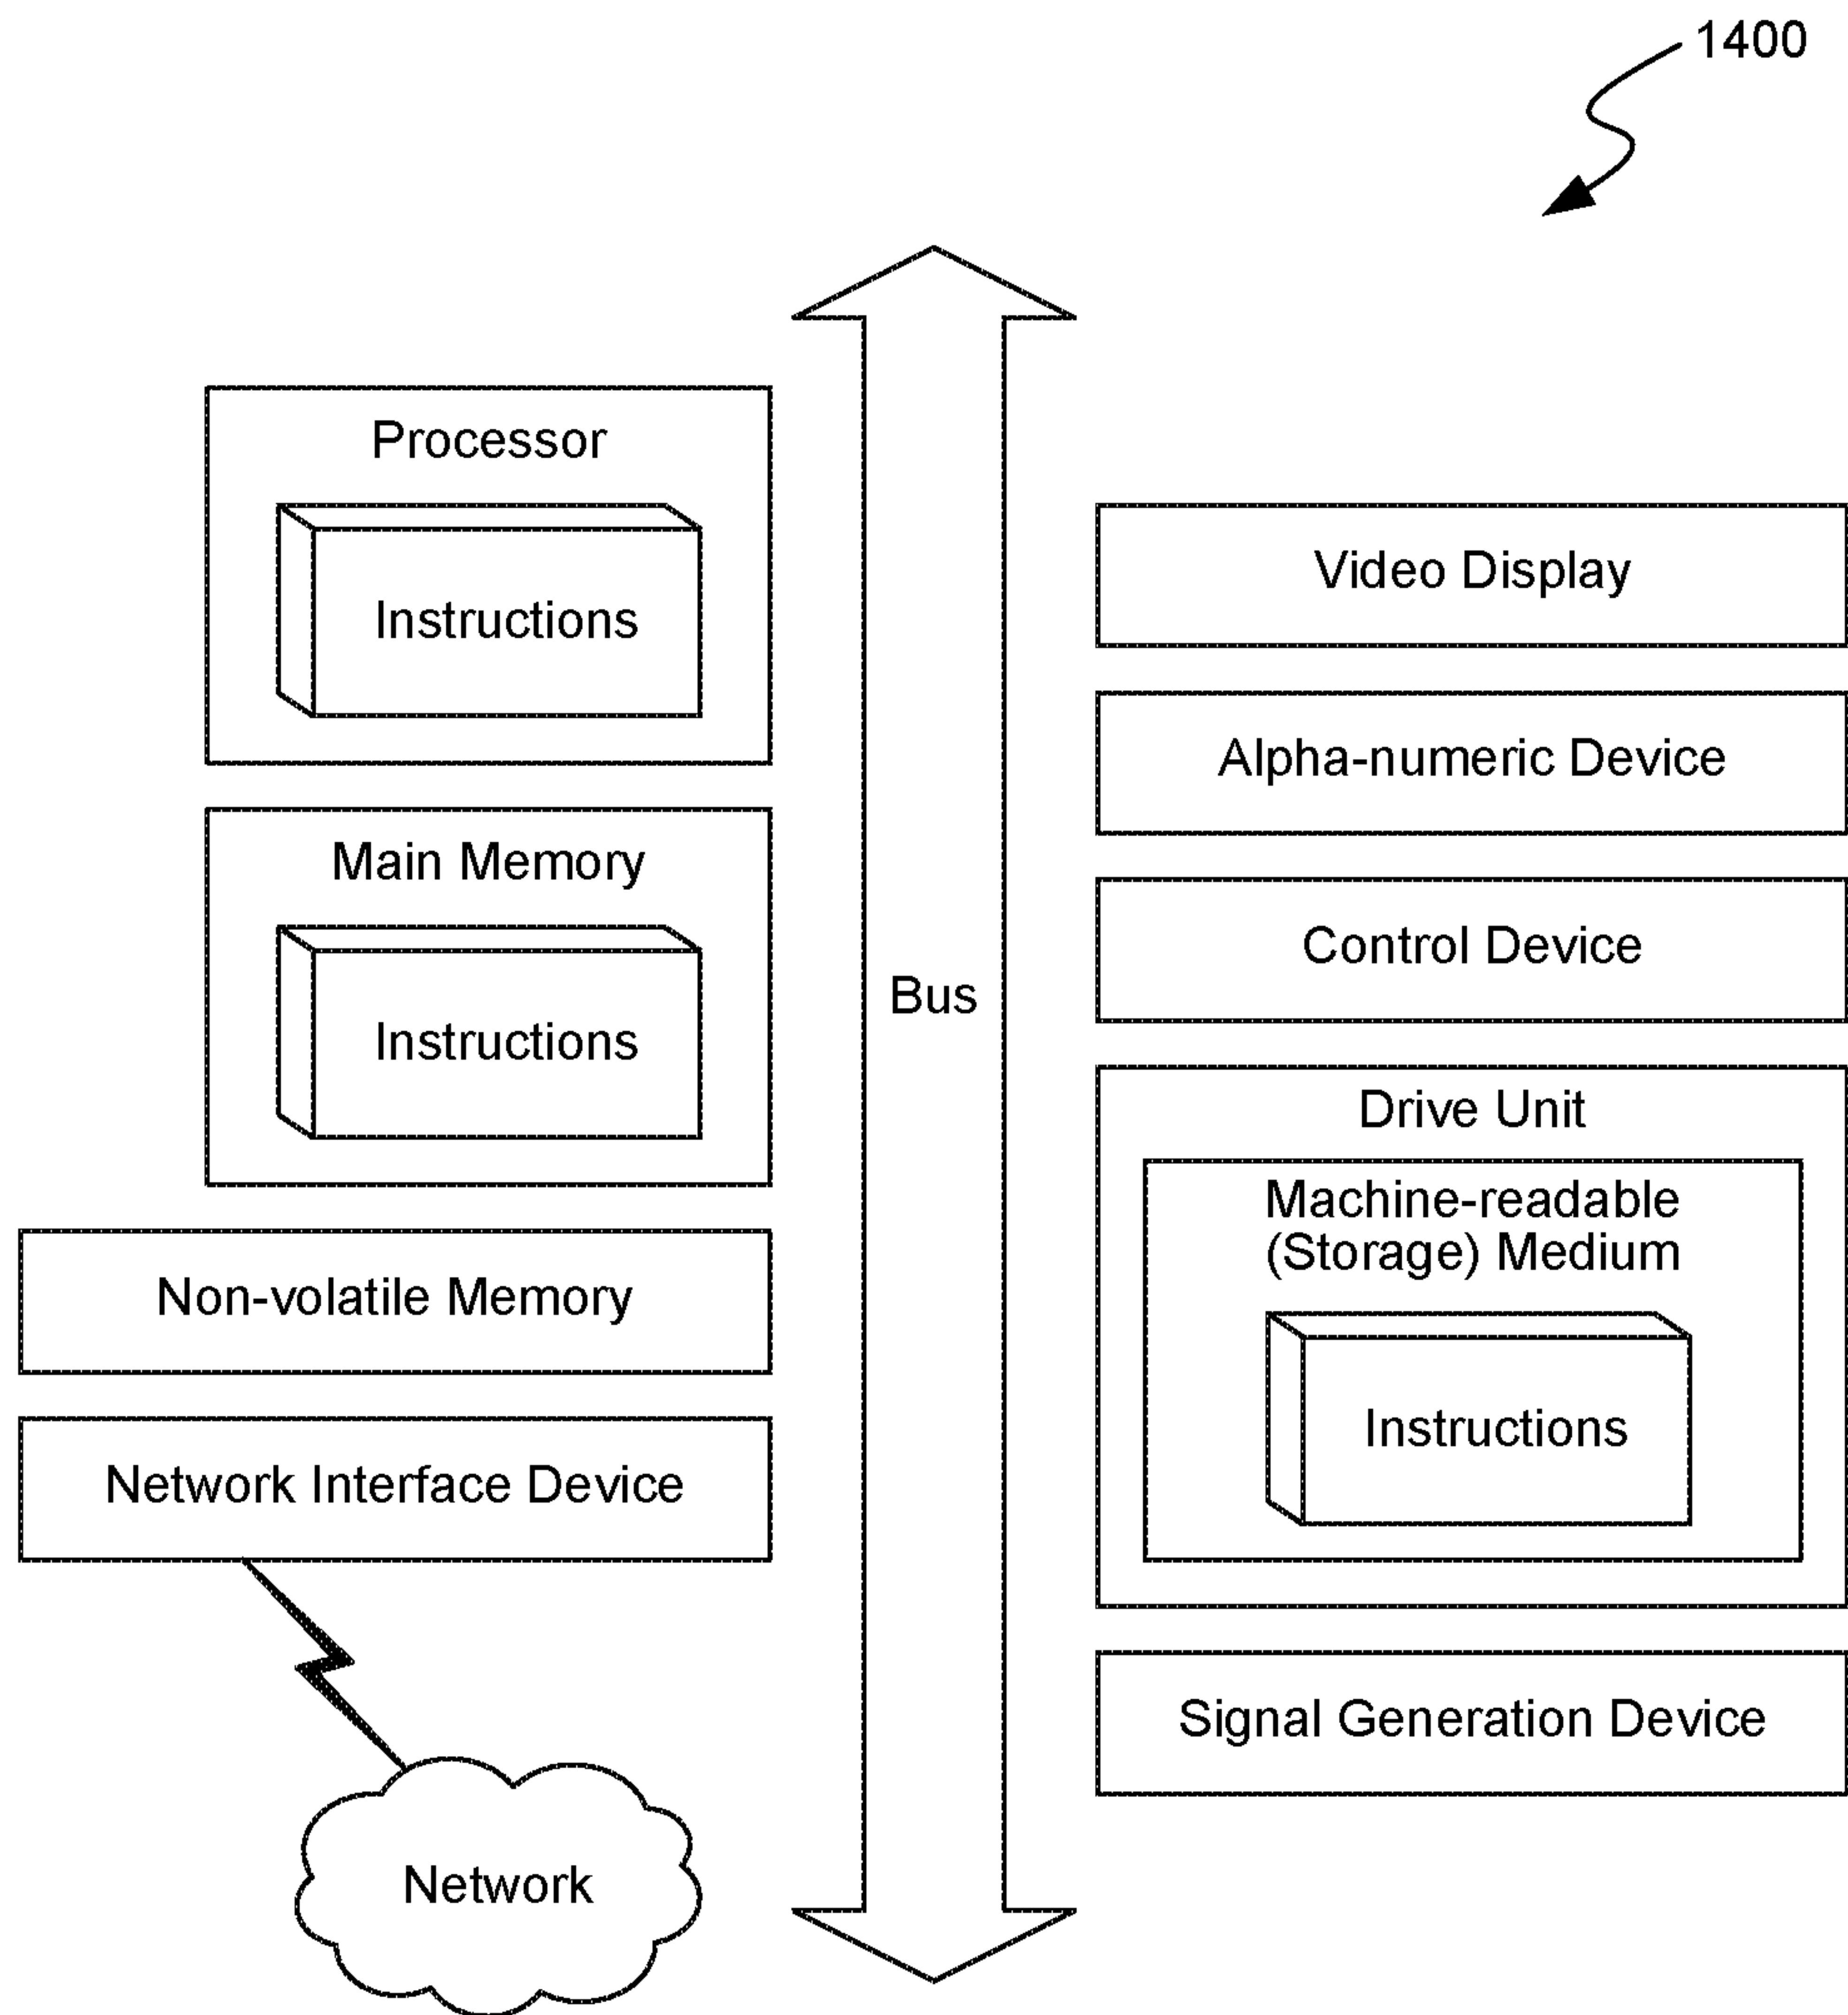 1400
Processor
Instructions
Main Memory
Instructions
Non-volatile Memory
Network Interface Device
Network
Bus
Video Display
Alpha-numeric Device
Control Device
Drive Unit
Machine-readable
(Storage) Medium
Instructions
Signal Generation Device